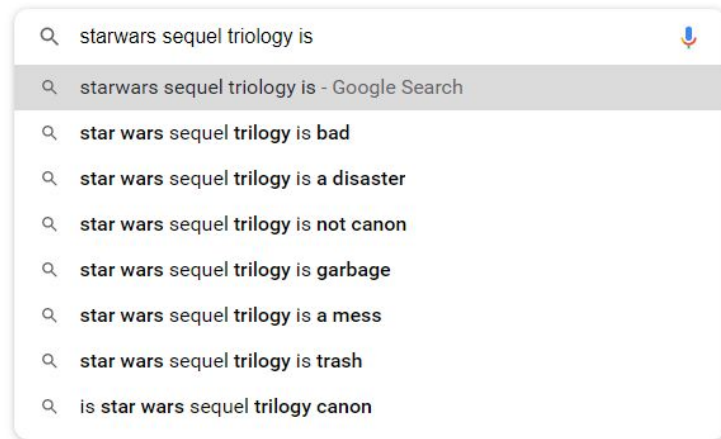 starwars sequel triology is
starwars sequel triology is - Google Search
star wars sequel trilogy is bad
star wars sequel trilogy is a disaster
star wars sequel trilogy is not canon
star wars sequel trilogy is garbage
star wars sequel trilogy is a mess
star wars sequel trilogy is trash
is star wars sequel trilogy canon